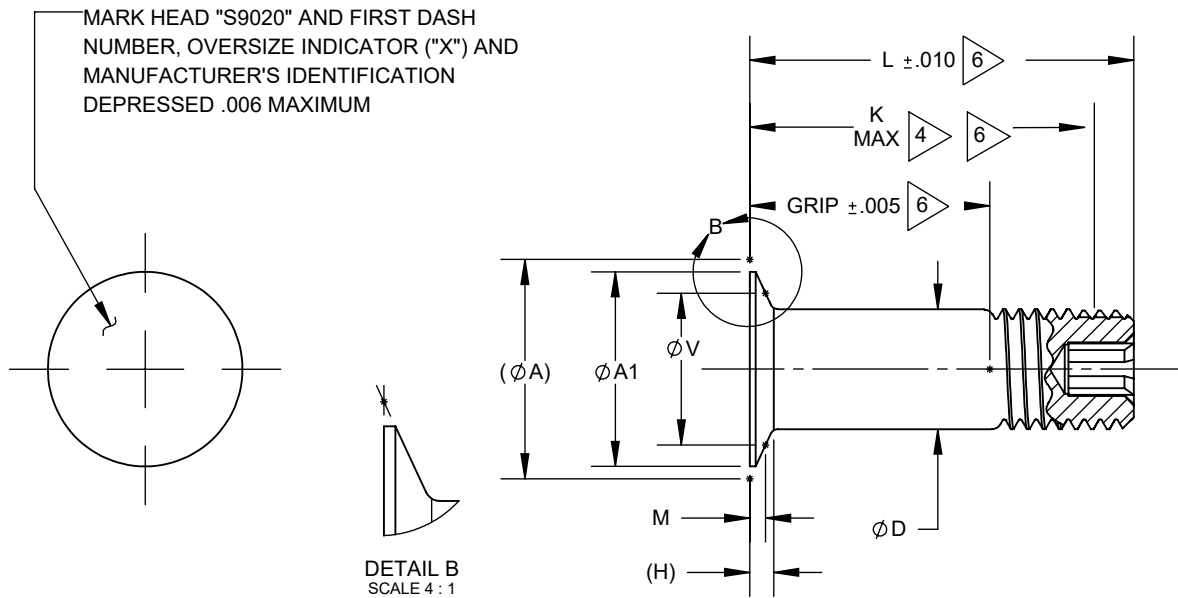 MARK HEAD "S9020" AND FIRST DASH
NUMBER, OVERSIZE INDICATOR ("X") AND
MANUFACTURER'S IDENTIFICATION
DEPRESSED .006 MAXIMUM
L ±.010 6
K
MAX 4 6
GRIP ±.005 6
B
(ØA)
ØA1
ØV
M
(H)
ØD
DETAIL B
SCALE 4 : 1